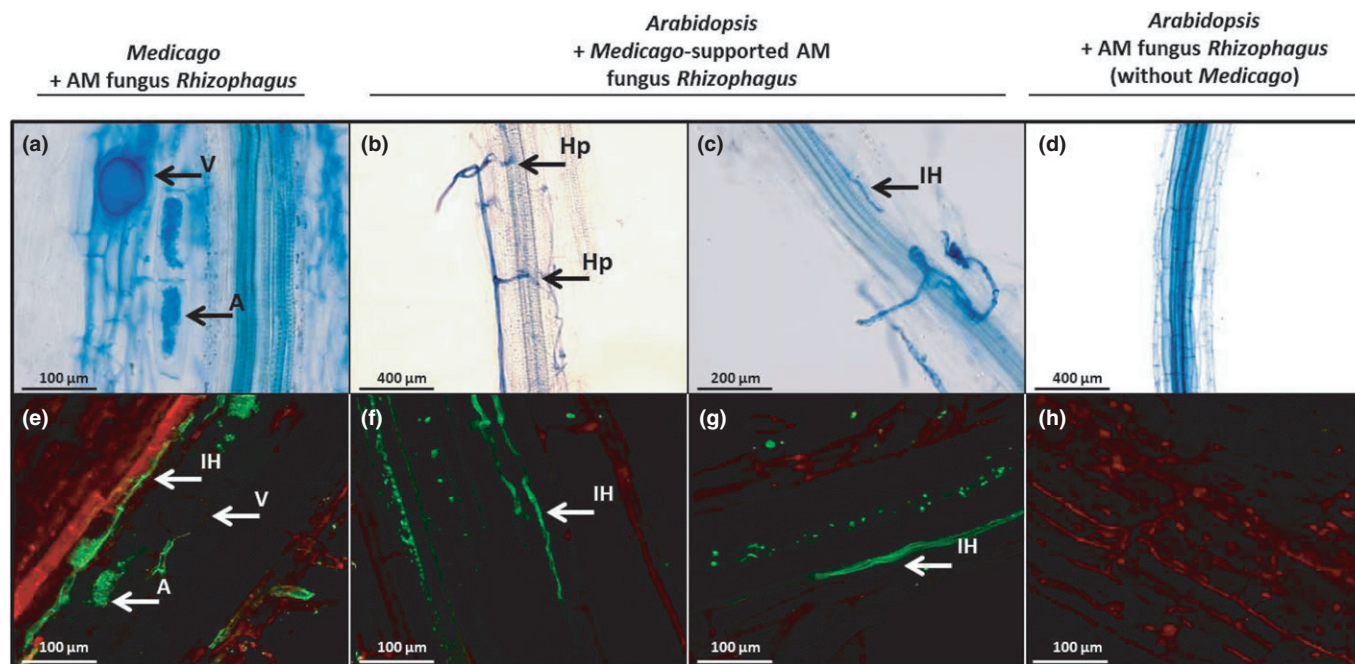 Medicago
+ AM fungus Rhizophagus
Arabidopsis
+ Medicago-supported AM
fungus Rhizophagus
Arabidopsis
+ AM fungus Rhizophagus
(without Medicago)
(a)
V
A
100 µm
(b)
Hp
Hp
400 µm
(c)
IH
200 µm
(d)
400 µm
(e)
IH
V
A
100 µm
(f)
IH
100 µm
(g)
IH
100 µm
(h)
100 µm